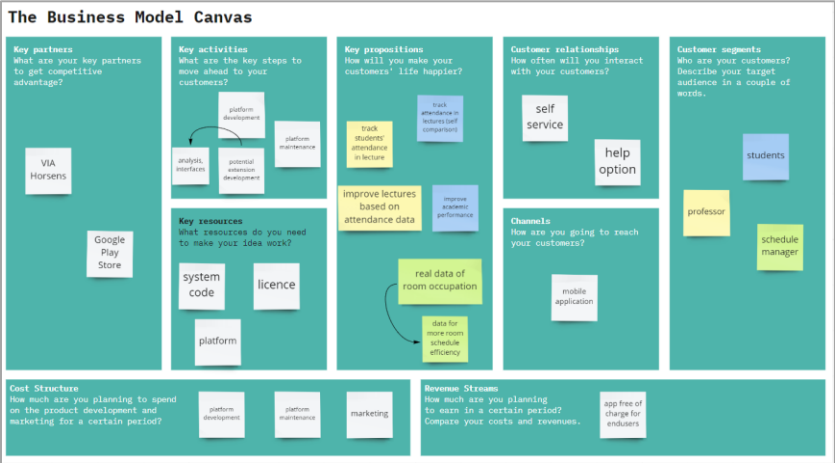 The Business Model Canvas
Key partners
What are your key partners
to get competitive
advantage?
VIA
Horsens
Google
Play
Store
Key activities
What are the key steps to
move ahead to your
customers?
platform
development
platform
maintenance
analysis,
interfaces
potential
extension
development
Key resources
What resources do you need
to make your idea work?
system
code
licence
platform
Key propositions
How will you make your
customers' life happier?
track
attendance in
lectures (self
comparison)
track
students'
attendance
in lecture
improve lectures
based on
attendance data
improve
academic
performance
real data of
room occupation
data for
more room
schedule
efficiency
Customer relationships
How often will you interact
with your customers?
self
service
help
option
Channels
How are you going to reach
your customers?
mobile
application
Customer segments
Who are your customers?
Describe your target
audience in a couple of
words.
students
professor
schedule
manager
Cost Structure
How much are you planning to spend
on the product development and
marketing for a certain period?
platform
development
platform
maintenance
marketing
Revenue Streams
How much are you planning
to earn in a certain period?
Compare your costs and revenues.
app free of
charge for
endusers